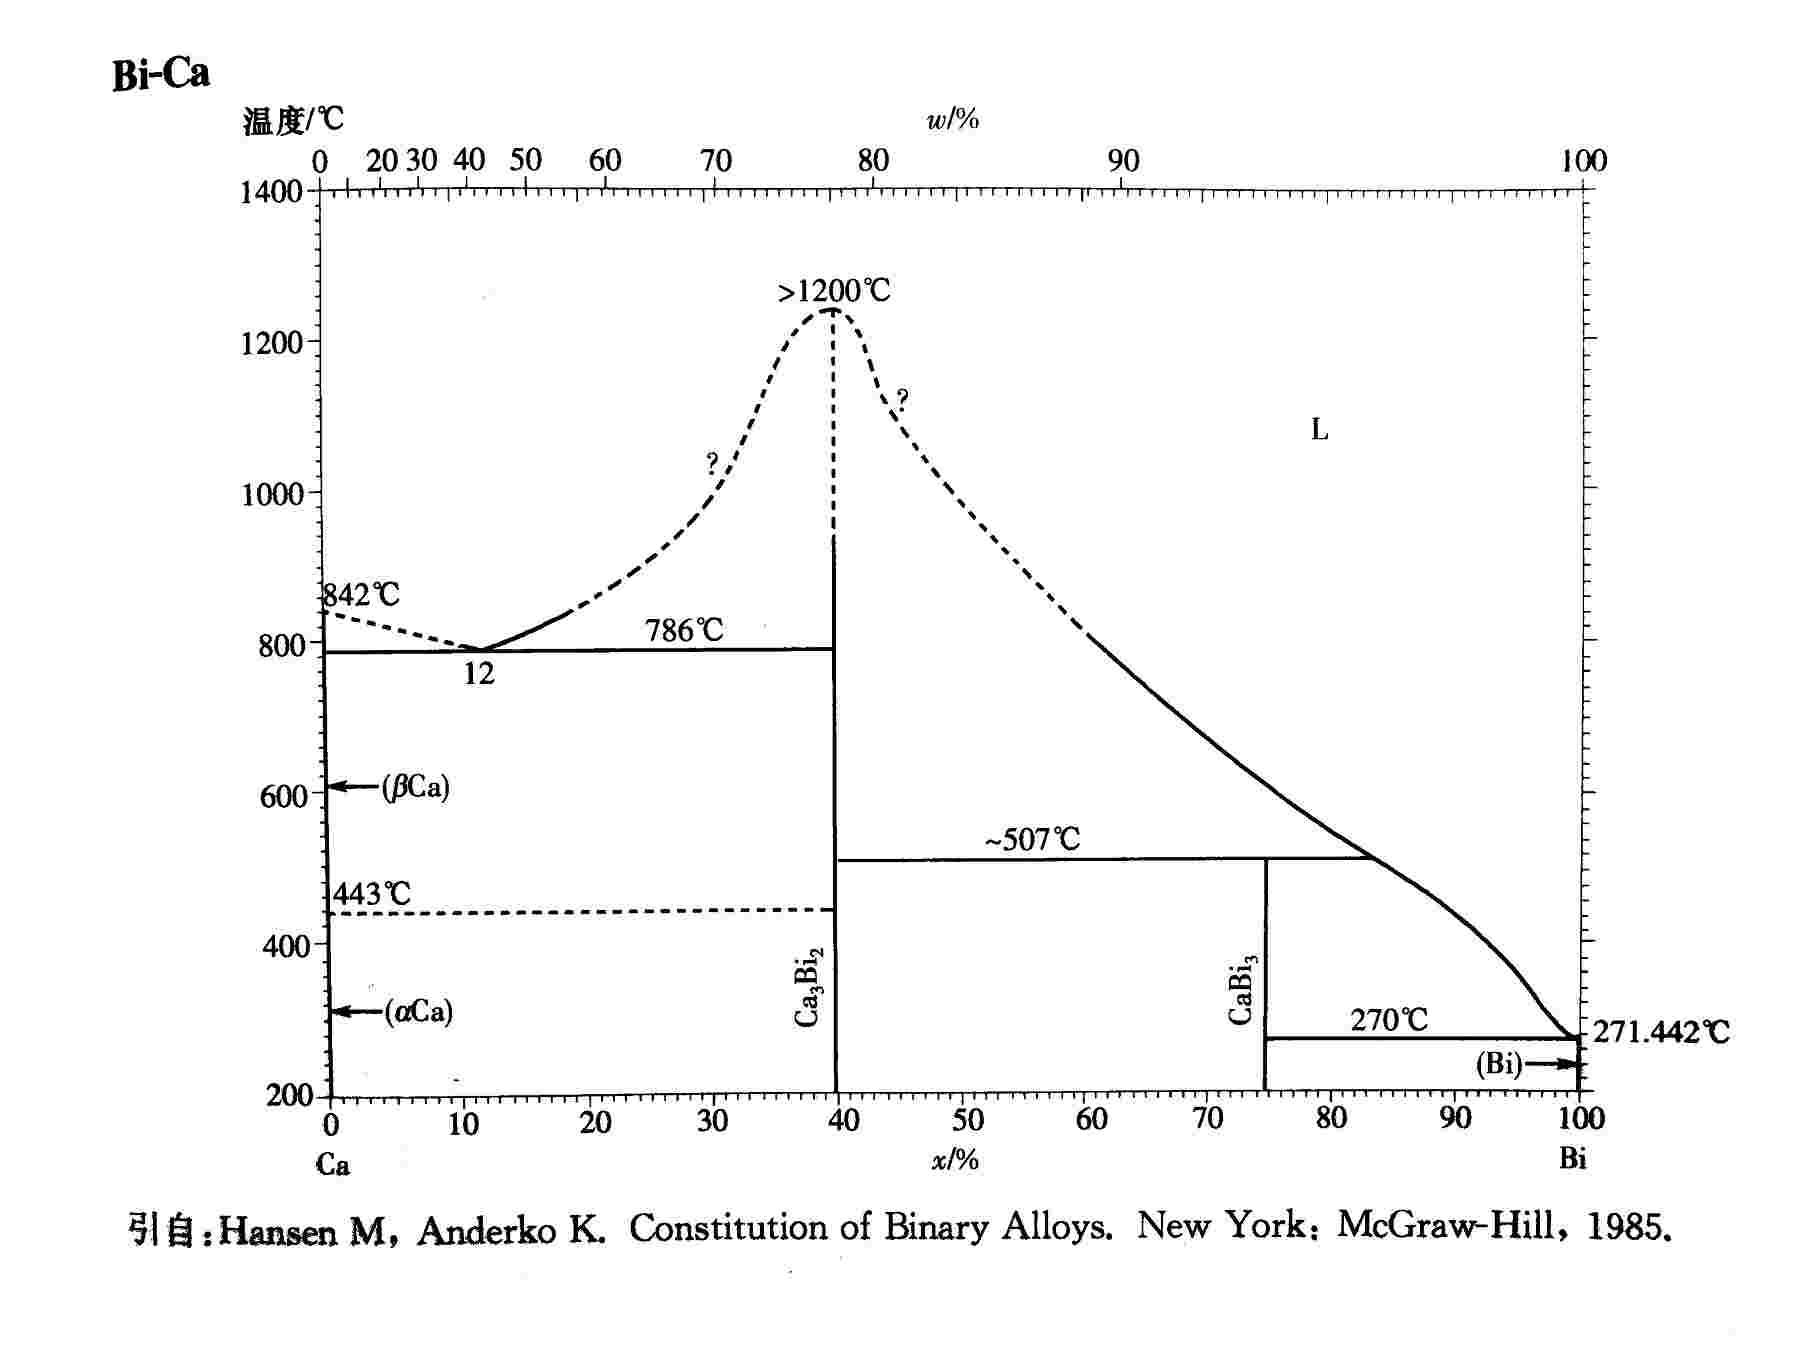 Bi-Ca
温度/℃
w/%
0 20 30 40 50 60 70 80 90 100
1400
>1200℃
1200
?
?
L
1000
842℃
800
786℃
12
600
(βCa)
~507℃
443℃
400
Ca₃Bi₂
CaBi₃
(αCa)
270℃
271.442℃
(Bi)
200
0 10 20 30 40 50 60 70 80 90 100
Ca
x/%
Bi
引自:Hansen M, Anderko K. Constitution of Binary Alloys. New York: McGraw-Hill, 1985.